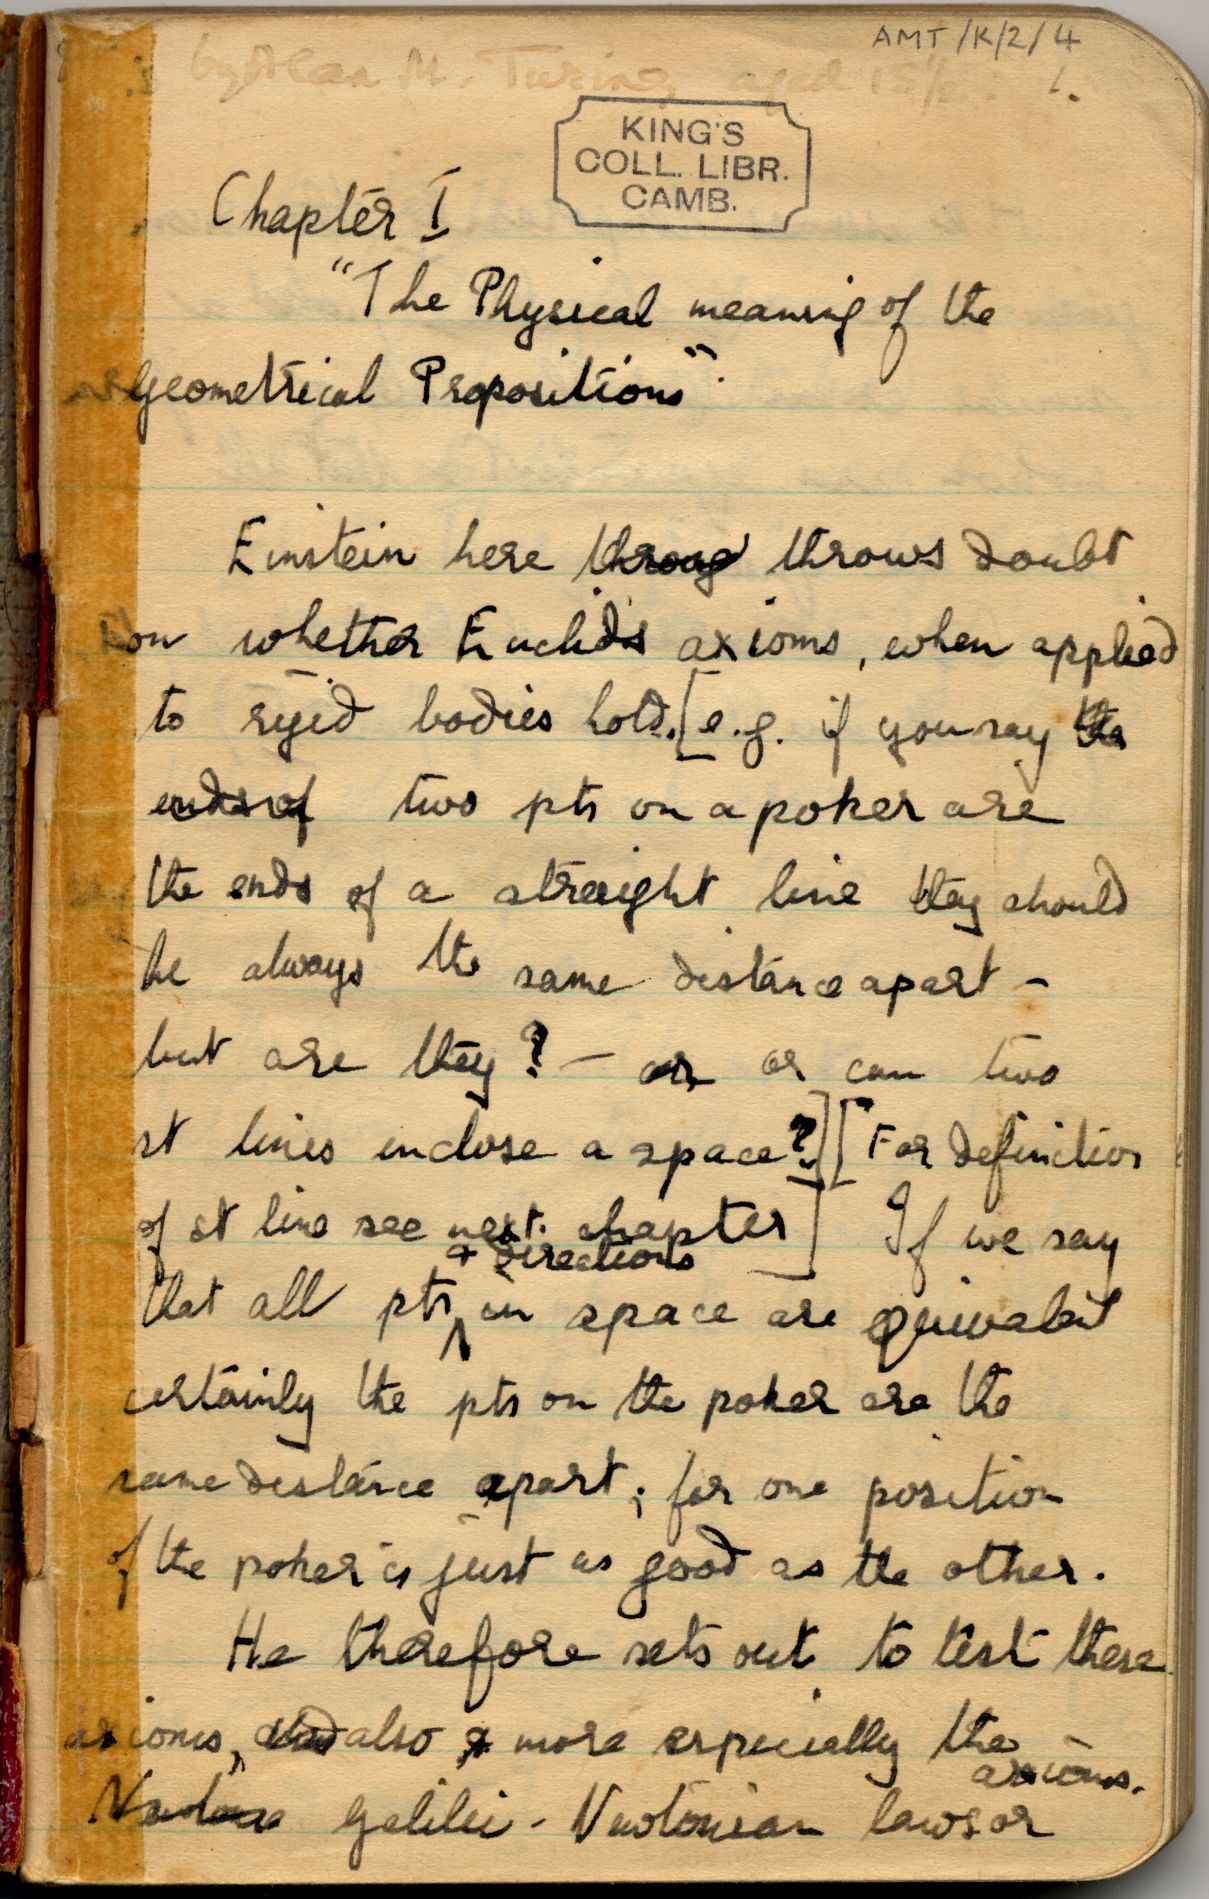 AMT/K/2/4
by Alan M. Turing, aged 15½. 1.
KING'S
COLL. LIBR.
CAMB.
Chapter I
"The Physical meaning of the
Geometrical Propositions".
Einstein here throug throws doubt
on whether Euclids axioms, when applied
to rigid bodies hold. [e.g. if you say the
ends of two pts on a poker are
the ends of a streight line they should
be always the same distance apart –
but are they? – or or can two
st lines enclose a space?] [For definition
of st line see next chapter] If we say
& directions
that all pts in space are equivalent
certainly the pts on the poker are the
same distance apart; for one position
of the poker is just as good as the other.
He therefore sets out to test these
axioms, and also & more especially the
axioms.
Galilei-Newtonian laws or